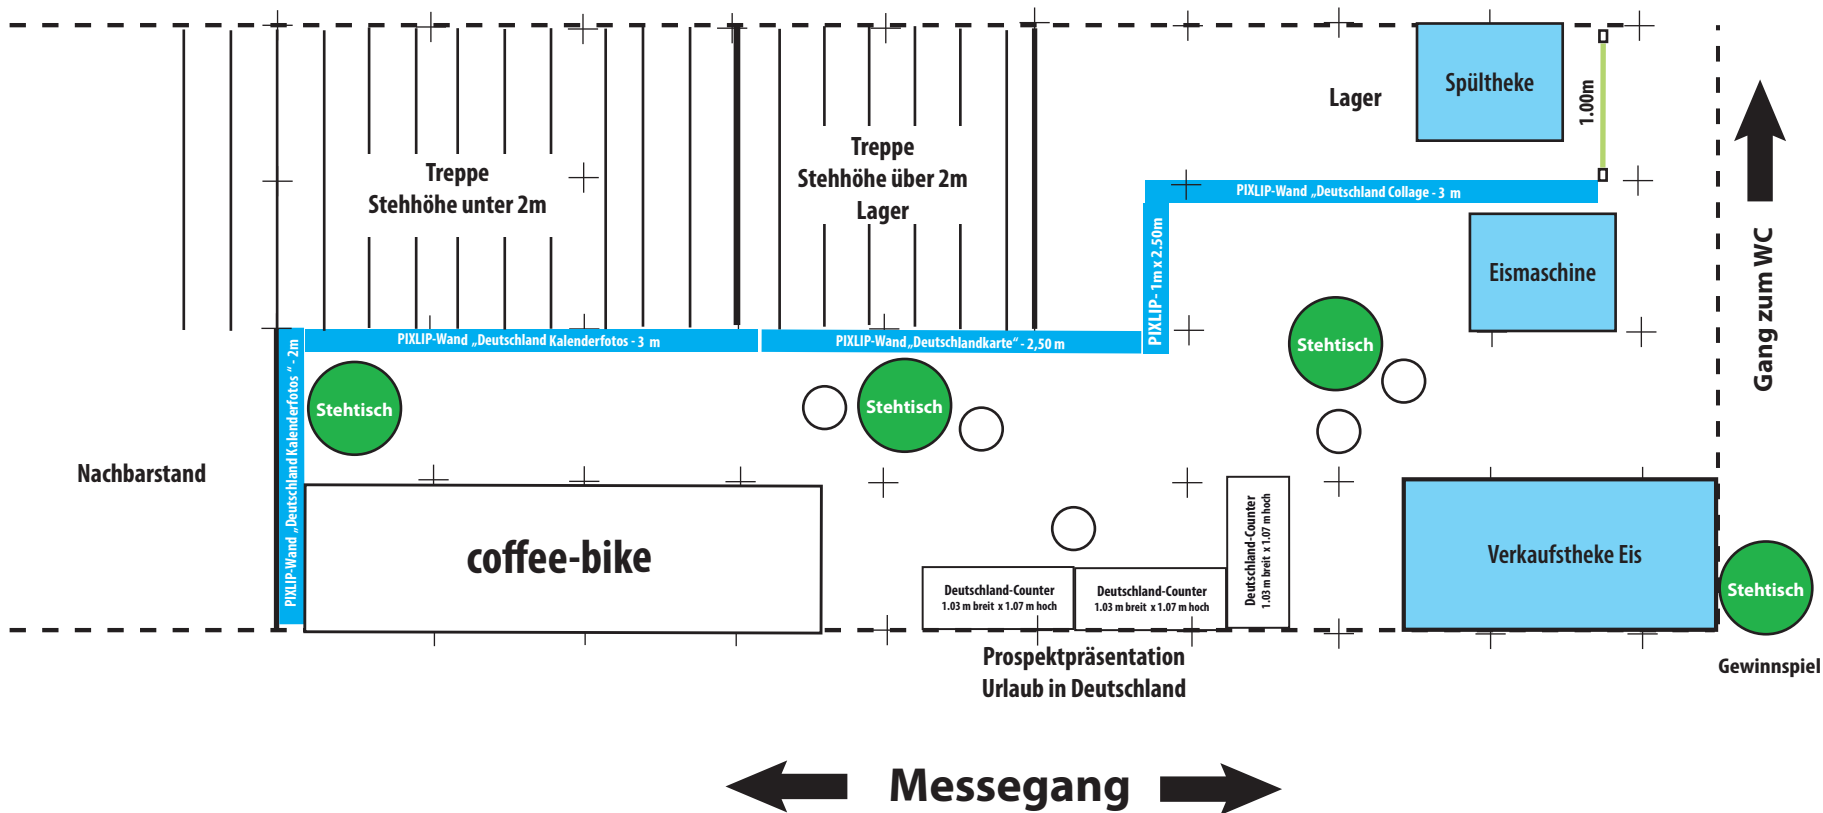 Spültheke
Lager
1.00m
Treppe
Stehhöhe unter 2m
Treppe
Stehhöhe über 2m
Lager
PIXLIP-Wand „Deutschland Collage - 3 m
PIXLIP- 1m x 2.50m
Eismaschine
Gang zum WC
PIXLIP-Wand „Deutschland Kalenderfotos - 3 m
PIXLIP-Wand „Deutschlandkarte“ - 2,50 m
PIXLIP-Wand „Deutschland Kalenderfotos “ - 2m
Stehtisch
Stehtisch
Stehtisch
Nachbarstand
coffee-bike
Deutschland-Counter
1.03 m breit x 1.07 m hoch
Deutschland-Counter
1.03 m breit x 1.07 m hoch
Deutschland-Counter
1.03 m breit x 1.07 m hoch
Verkaufstheke Eis
Stehtisch
Prospektpräsentation
Urlaub in Deutschland
Gewinnspiel
Messegang